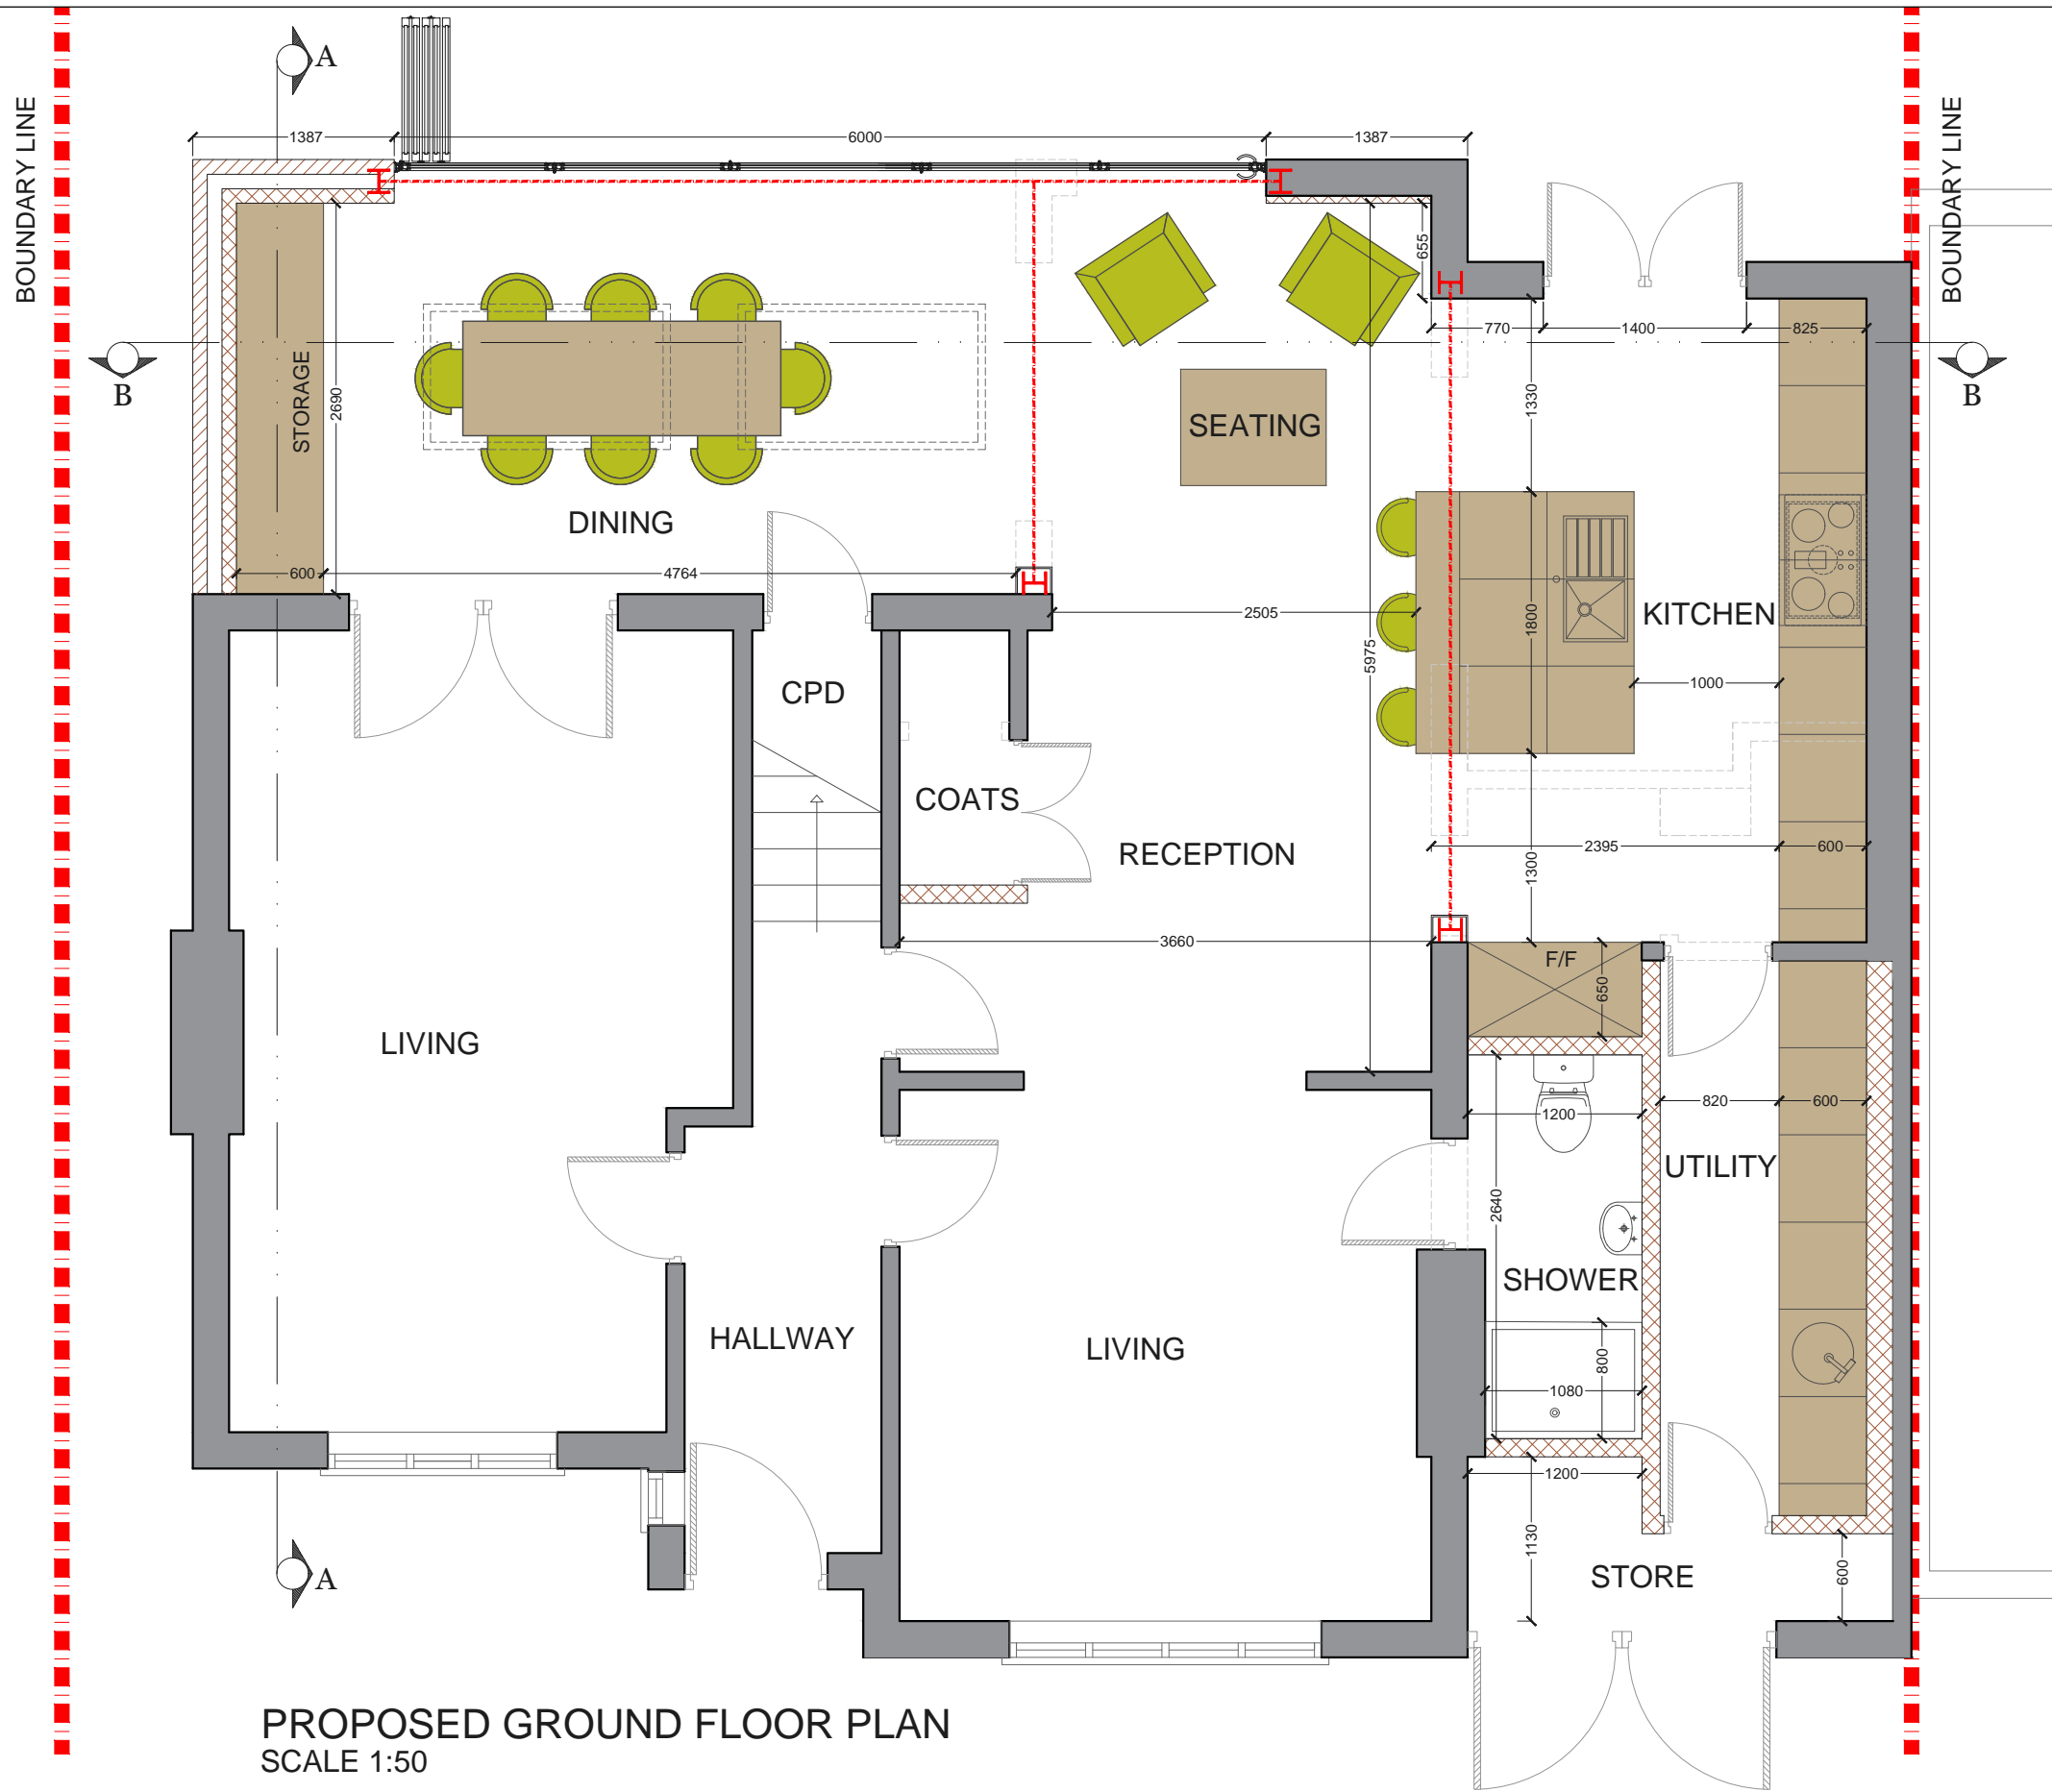 A
BOUNDARY LINE
BOUNDARY LINE
1387
6000
1387
655
770
1400
825
B
B
STORAGE
2690
SEATING
1330
DINING
600
4764
2505
KITCHEN
1800
5975
CPD
1000
COATS
RECEPTION
2395
600
1300
3660
F/F
650
LIVING
1200
820
600
UTILITY
2640
SHOWER
HALLWAY
LIVING
800
1080
1200
1130
STORE
600
A
PROPOSED GROUND FLOOR PLAN
SCALE 1:50